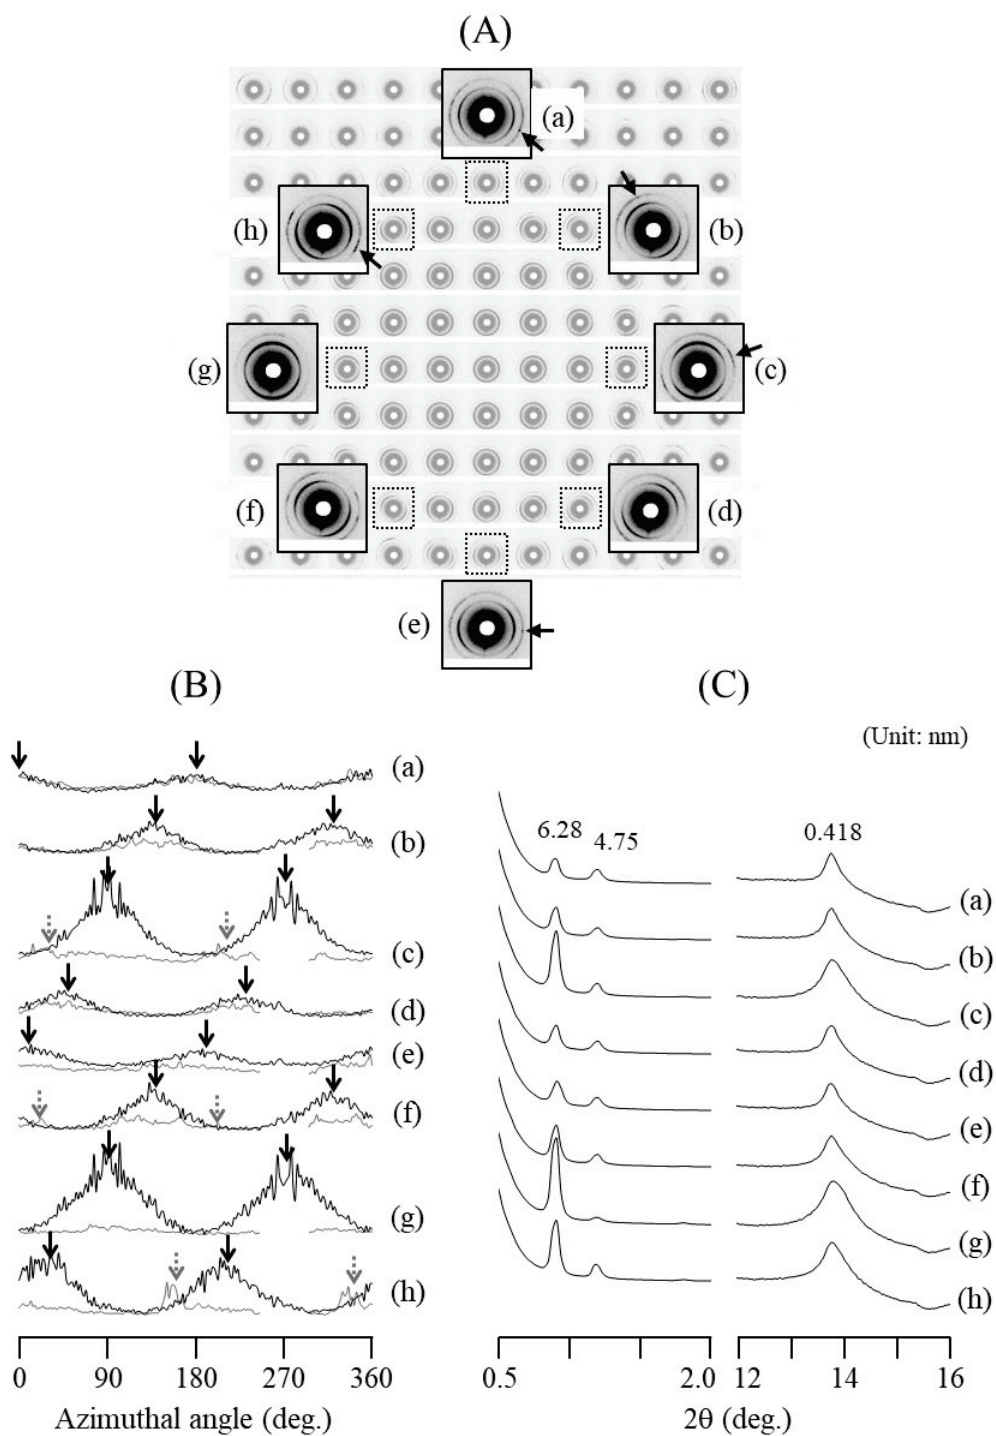 (A)
(a)
(h)
(b)
(g)
(c)
(f)
(d)
(e)
(B)
(C)
(Unit: nm)
(a)
(b)
(c)
(d)
(e)
(f)
(g)
(h)
0 90 180 270 360
Azimuthal angle (deg.)
6.28
4.75
0.418
(a)
(b)
(c)
(d)
(e)
(f)
(g)
(h)
0.5 2.0 12 14 16
2θ (deg.)